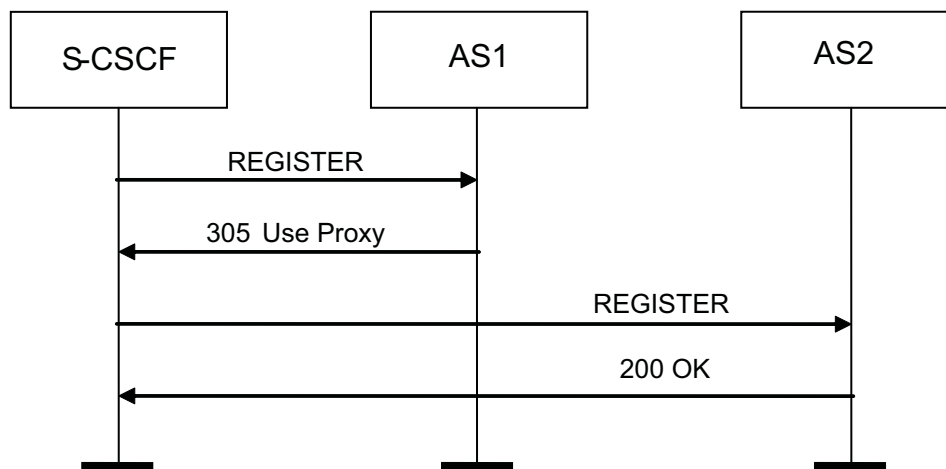 S-CSCF
AS1
AS2
REGISTER
305 Use Proxy
REGISTER
200 OK